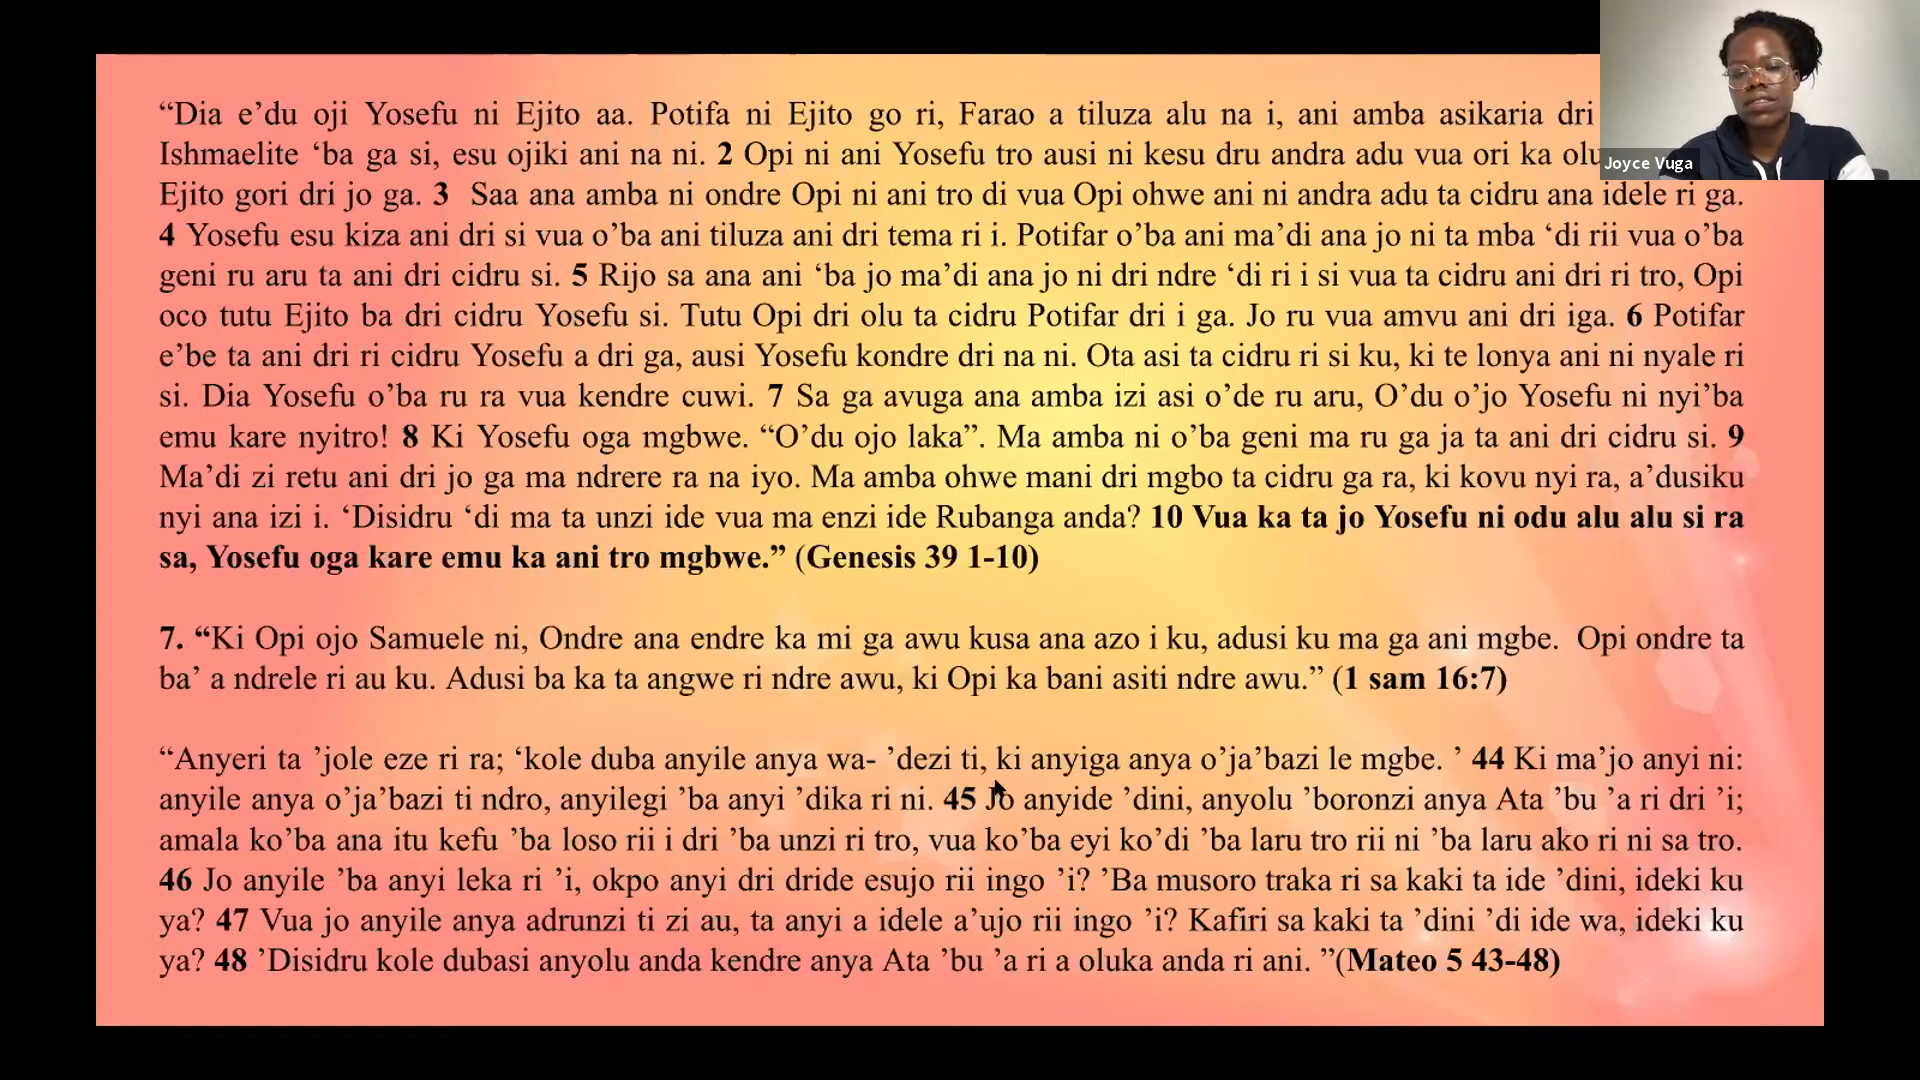 “Dia e’du oji Yosefu ni Ejito aa. Potifa ni Ejito go ri, Farao a tiluza alu na i, ani amba asikaria dri
Ishmaelite ‘ba ga si, esu ojiki ani na ni. 2 Opi ni ani Yosefu tro ausi ni kesu dru andra adu vua ori ka
Ejito gori dri jo ga. 3 Saa ana amba ni ondre Opi ni ani tro di vua Opi ohwe ani ni andra adu ta cidru ana idele ri ga.
4 Yosefu esu kiza ani dri si vua o’ba ani tiluza ani dri tema ri i. Potifar o’ba ani ma’di ana jo ni ta mba ‘di rii vua o’ba
geni ru aru ta ani dri cidru si. 5 Rijo sa ana ani ‘ba jo ma’di ana jo ni dri ndre ‘di ri i si vua ta cidru ani dri ri tro, Opi
oco tutu Ejito ba dri cidru Yosefu si. Tutu Opi dri olu ta cidru Potifar dri i ga. Jo ru vua amvu ani dri iga. 6 Potifar
e’be ta ani dri ri cidru Yosefu a dri ga, ausi Yosefu kondre dri na ni. Ota asi ta cidru ri si ku, ki te lonya ani ni nyale ri
si. Dia Yosefu o’ba ru ra vua kendre cuwi. 7 Sa ga avuga ana amba izi asi o’de ru aru, O’du o’jo Yosefu ni nyi’ba
emu kare nyitro! 8 Ki Yosefu oga mgbwe. “O’du ojo laka”. Ma amba ni o’ba geni ma ru ga ja ta ani dri cidru si. 9
Ma’di zi retu ani dri jo ga ma ndrere ra na iyo. Ma amba ohwe mani dri mgbo ta cidru ga ra, ki kovu nyi ra, a’dusiku
nyi ana izi i. ‘Disidru ‘di ma ta unzi ide vua ma enzi ide Rubanga anda? 10 Vua ka ta jo Yosefu ni odu alu alu si ra
sa, Yosefu oga kare emu ka ani tro mgbwe.” (Genesis 39 1-10)
7. “Ki Opi ojo Samuele ni, Ondre ana endre ka mi ga awu kusa ana azo i ku, adusi ku ma ga ani mgbe. Opi ondre ta
ba’ a ndrele ri au ku. Adusi ba ka ta angwe ri ndre awu, ki Opi ka bani asiti ndre awu.” (1 sam 16:7)
“Anyeri ta ’jole eze ri ra; ‘kole duba anyile anya wa- ’dezi ti, ki anyiga anya o’ja’bazi le mgbe. ’ 44 Ki ma’jo anyi ni:
anyile anya o’ja’bazi ti ndro, anyilegi ’ba anyi ’dika ri ni. 45 Jo anyide ’dini, anyolu ’boronzi anya Ata ’bu ’a ri dri ’i;
amala ko’ba ana itu kefu ’ba loso rii i dri ’ba unzi ri tro, vua ko’ba eyi ko’di ’ba laru tro rii ni ’ba laru ako ri ni sa tro.
46 Jo anyile ’ba anyi leka ri ’i, okpo anyi dri dride esujo rii ingo ’i? ’Ba musoro traka ri sa kaki ta ide ’dini, ideki ku
ya? 47 Vua jo anyile anya adrunzi ti zi au, ta anyi a idele a’ujo rii ingo ’i? Kafiri sa kaki ta ’dini ’di ide wa, ideki ku
ya? 48 ’Disidru kole dubasi anyolu anda kendre anya Ata ’bu ’a ri a oluka anda ri ani. ”(Mateo 5 43-48)
Joyce Vuga